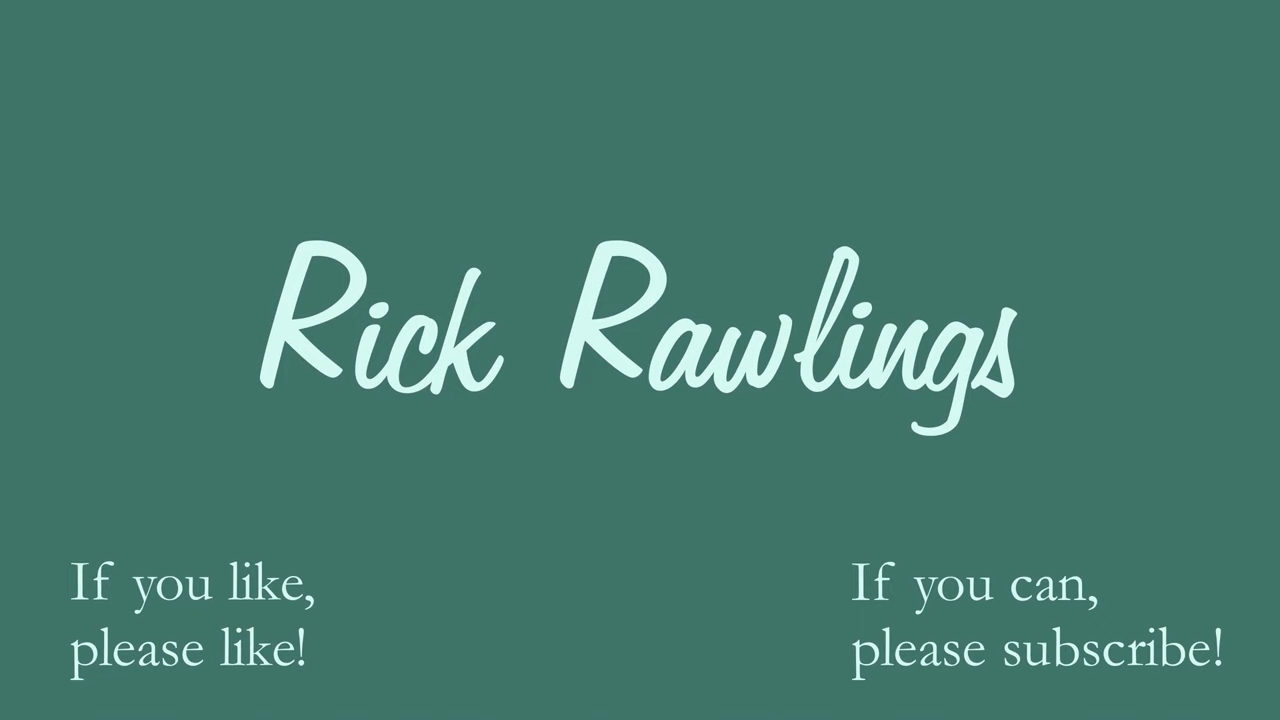 Rick Rawlings
If you like,
please like!
If you can,
please subscribe!